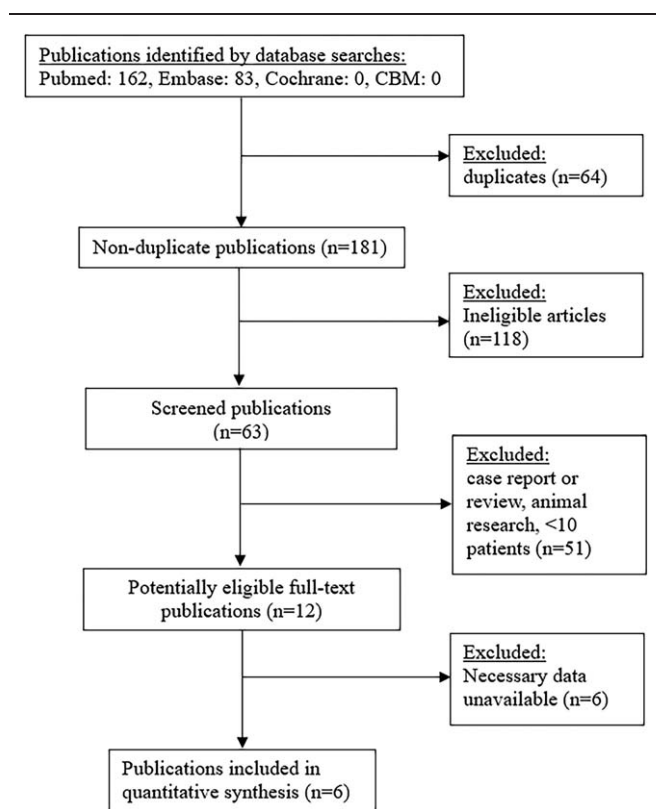 Publications identified by database searches:
Pubmed: 162, Embase: 83, Cochrane: 0, CBM: 0
Excluded:
duplicates (n=64)
Non-duplicate publications (n=181)
Excluded:
Ineligible articles
(n=118)
Screened publications
(n=63)
Excluded:
case report or
review, animal
research, <10
patients (n=51)
Potentially eligible full-text
publications (n=12)
Excluded:
Necessary data
unavailable (n=6)
Publications included in
quantitative synthesis (n=6)